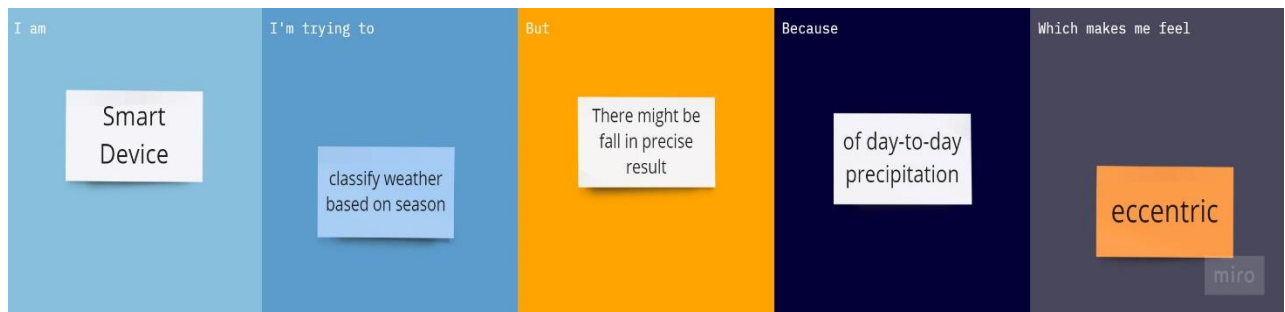 I am
Smart
Device
I'm trying to
classify weather
based on season
But
There might be
fall in precise
result
Because
of day-to-day
precipitation
Which makes me feel
eccentric
miro